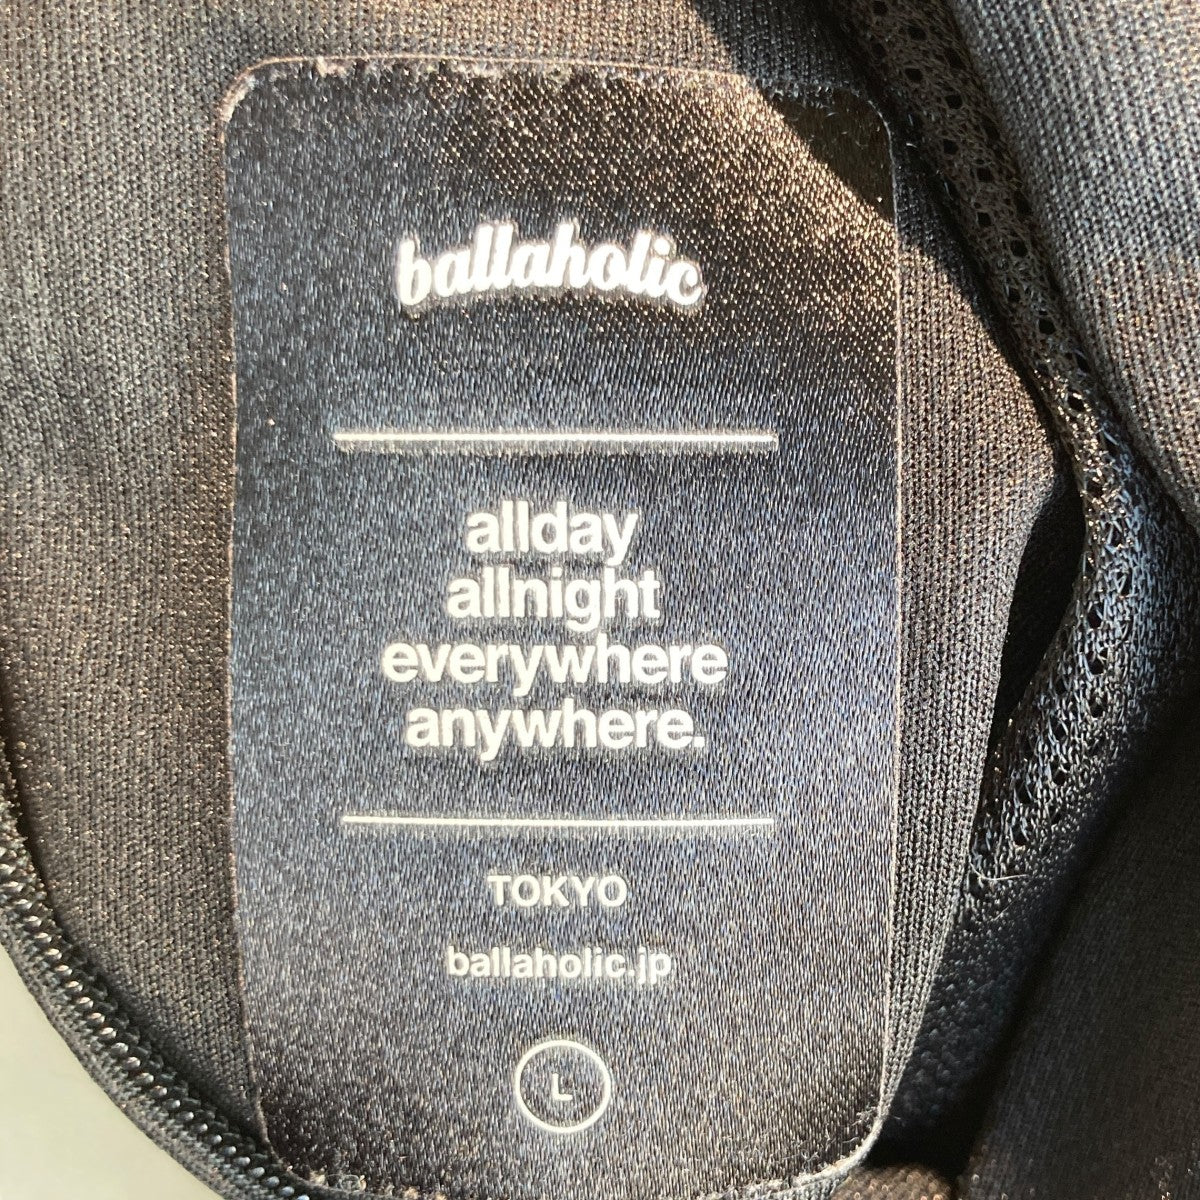 ballaholic
allday
allnight
everywhere
anywhere.
TOKYO
ballaholic.jp
L